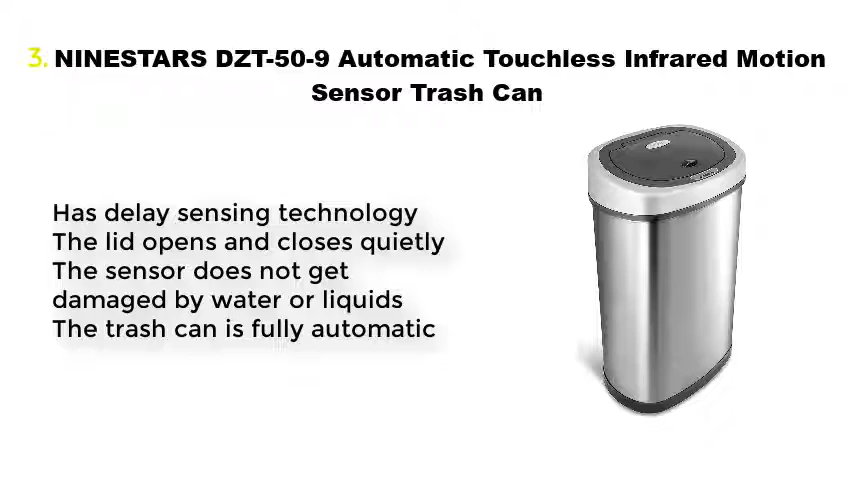 3. NINESTARS DZT-50-9 Automatic Touchless Infrared Motion
Sensor Trash Can
Has delay sensing technology
The lid opens and closes quietly
The sensor does not get
damaged by water or liquids
The trash can is fully automatic